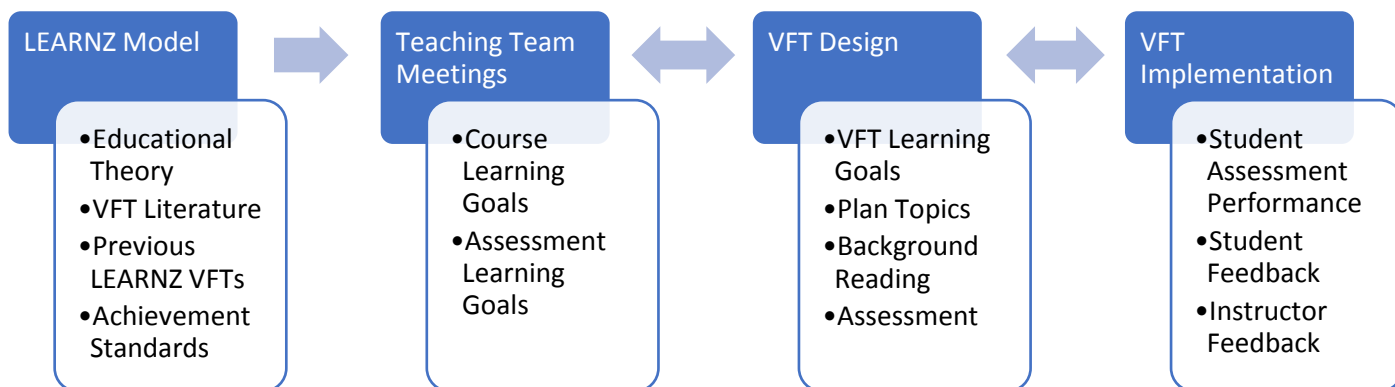 LEARNZ Model
•Educational
Theory
•VFT Literature
•Previous
LEARNZ VFTs
•Achievement
Standards
Teaching Team
Meetings
•Course
Learning
Goals
•Assessment
Learning
Goals
VFT Design
•VFT Learning
Goals
•Plan Topics
•Background
Reading
•Assessment
VFT
Implementation
•Student
Assessment
Performance
•Student
Feedback
•Instructor
Feedback